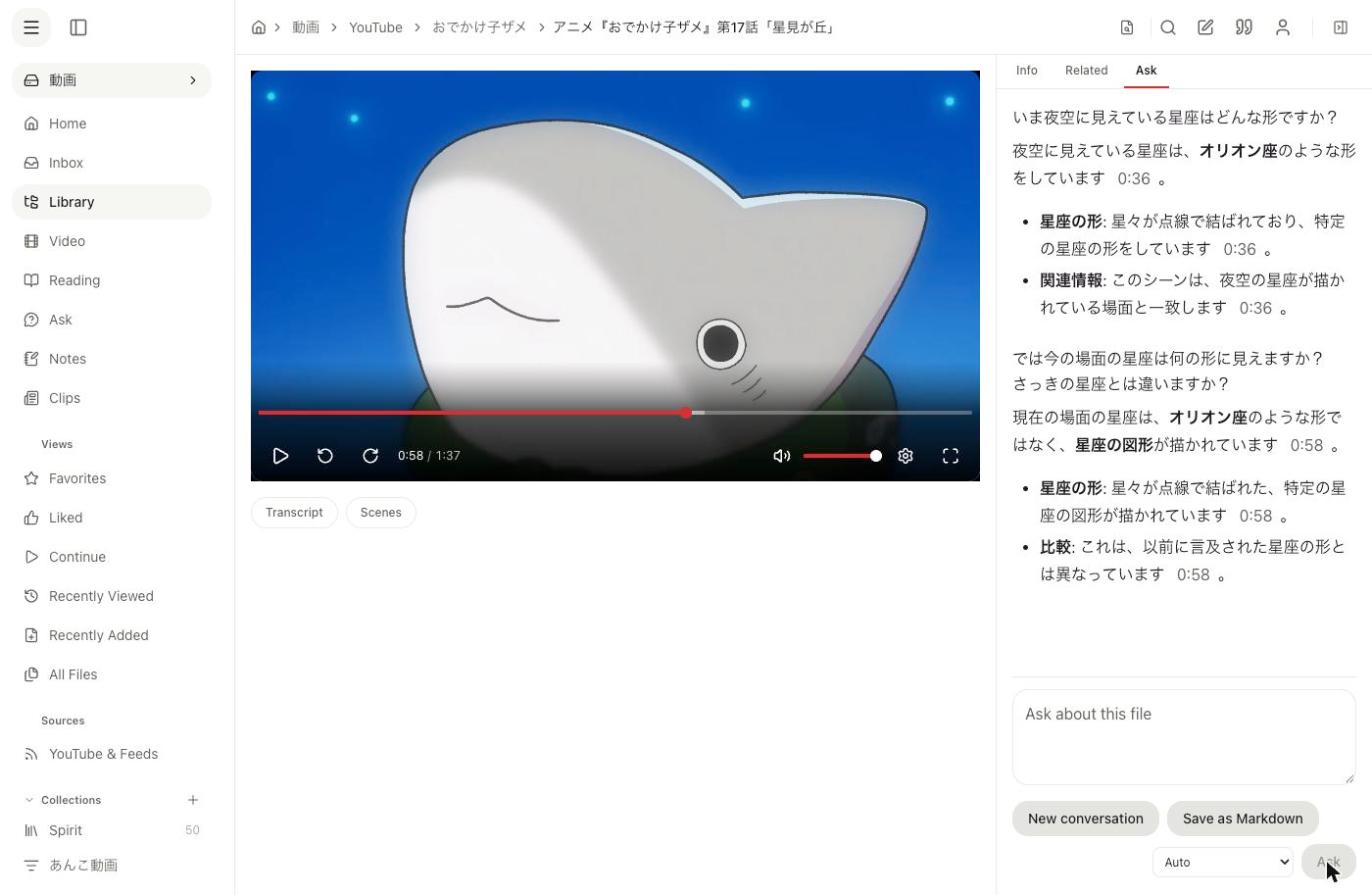 動画
Home
Inbox
Library
Video
Reading
Ask
Notes
Clips
Views
Favorites
Liked
Continue
Recently Viewed
Recently Added
All Files
Sources
YouTube & Feeds
Collections
Spirit 50
あんこ動画
動画 YouTube おでかけ子ザメ アニメ『おでかけ子ザメ』第17話「星見が丘」
0:58 / 1:37
Transcript Scenes
Info Related Ask
いま夜空に見えている星座はどんな形ですか？
夜空に見えている星座は、オリオン座のような形
をしています 0:36 。
• 星座の形: 星々が点線で結ばれており、特定
の星座の形をしています 0:36 。
• 関連情報: このシーンは、夜空の星座が描か
れている場面と一致します 0:36 。
では今の場面の星座は何の形に見えますか？
さっきの星座とは違いますか？
現在の場面の星座は、オリオン座のような形で
はなく、星座の図形が描かれています 0:58 。
• 星座の形: 星々が点線で結ばれた、特定の星
座の図形が描かれています 0:58 。
• 比較: これは、以前に言及された星座の形と
は異なっています 0:58 。
Ask about this file
New conversation Save as Markdown
Auto Ask